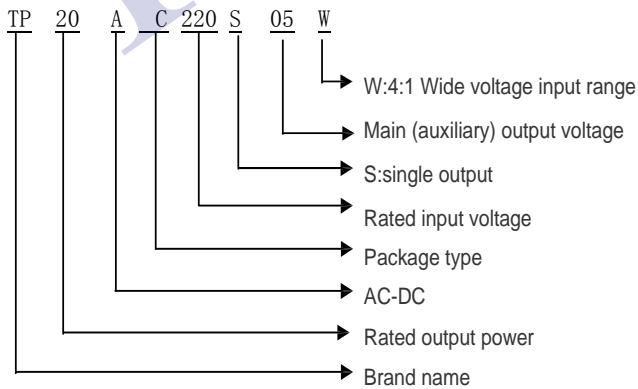 TP 20 A C 220 S 05 W
W:4:1 Wide voltage input range
Main (auxiliary) output voltage
S:single output
Rated input voltage
Package type
AC-DC
Rated output power
Brand name